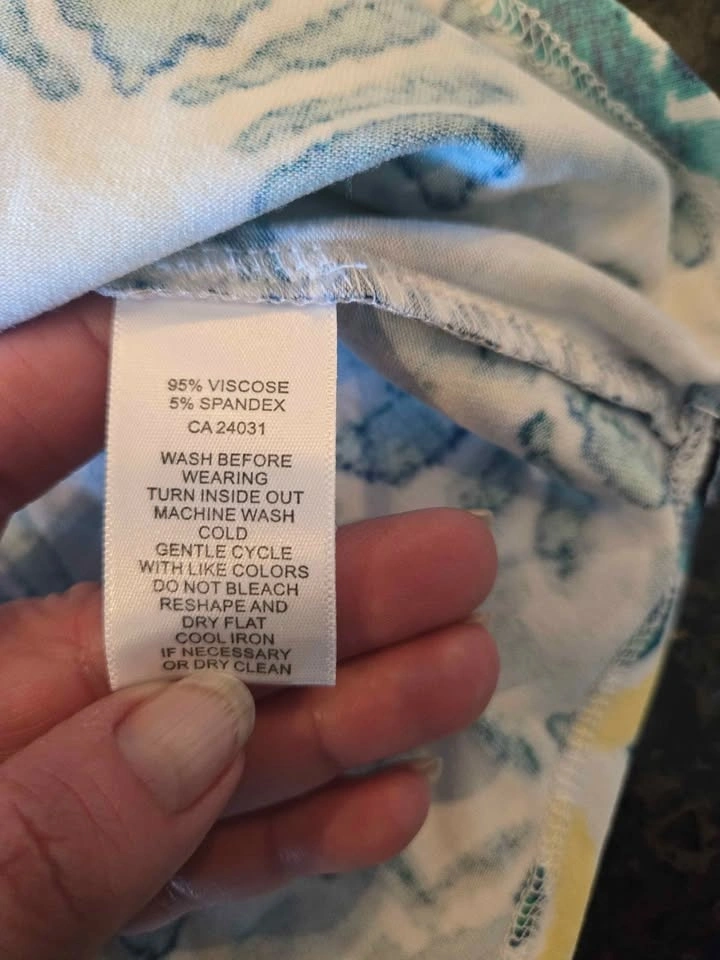 95% VISCOSE
5% SPANDEX
CA 24031
WASH BEFORE
WEARING
TURN INSIDE OUT
MACHINE WASH
COLD
GENTLE CYCLE
WITH LIKE COLORS
DO NOT BLEACH
RESHAPE AND
DRY FLAT
COOL IRON
IF NECESSARY
OR DRY CLEAN